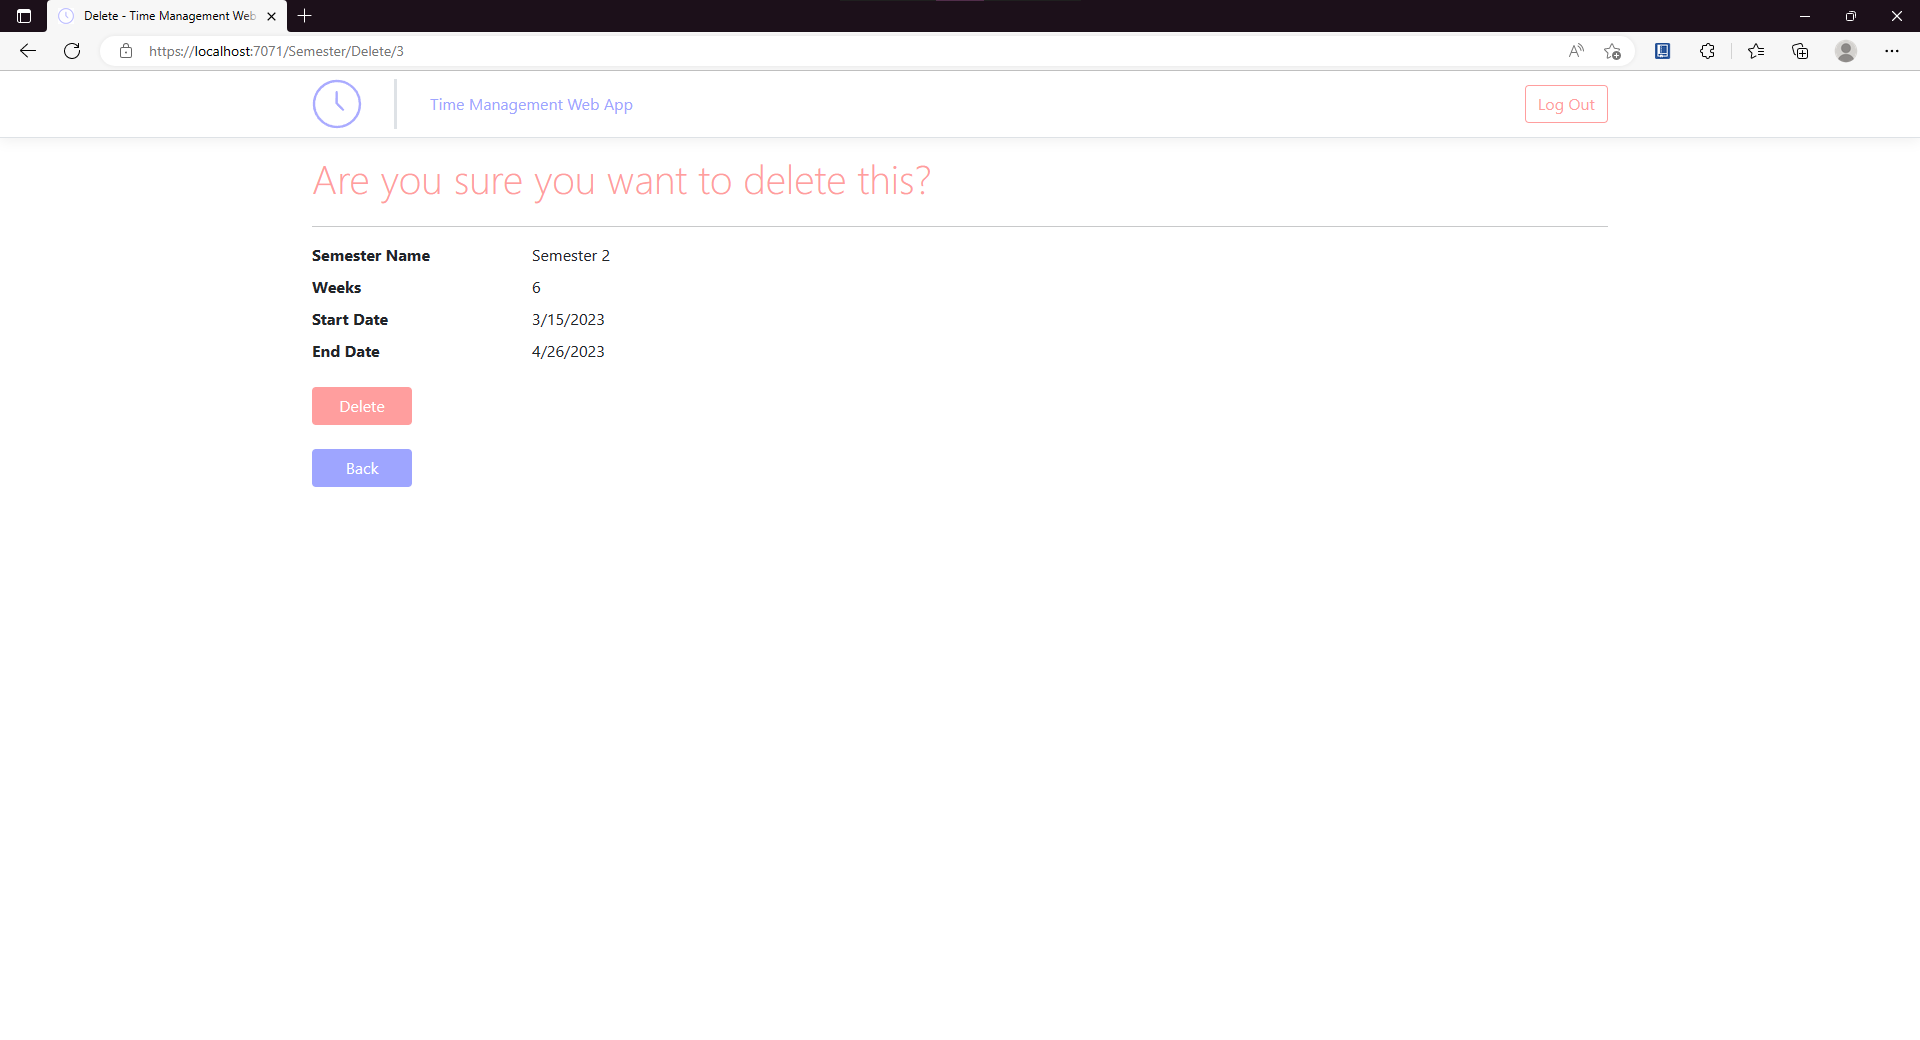 Delete - Time Management Web
https://localhost:7071/Semester/Delete/3
Time Management Web App
Log Out
Are you sure you want to delete this?
Semester Name Semester 2
Weeks 6
Start Date 3/15/2023
End Date 4/26/2023
Delete
Back